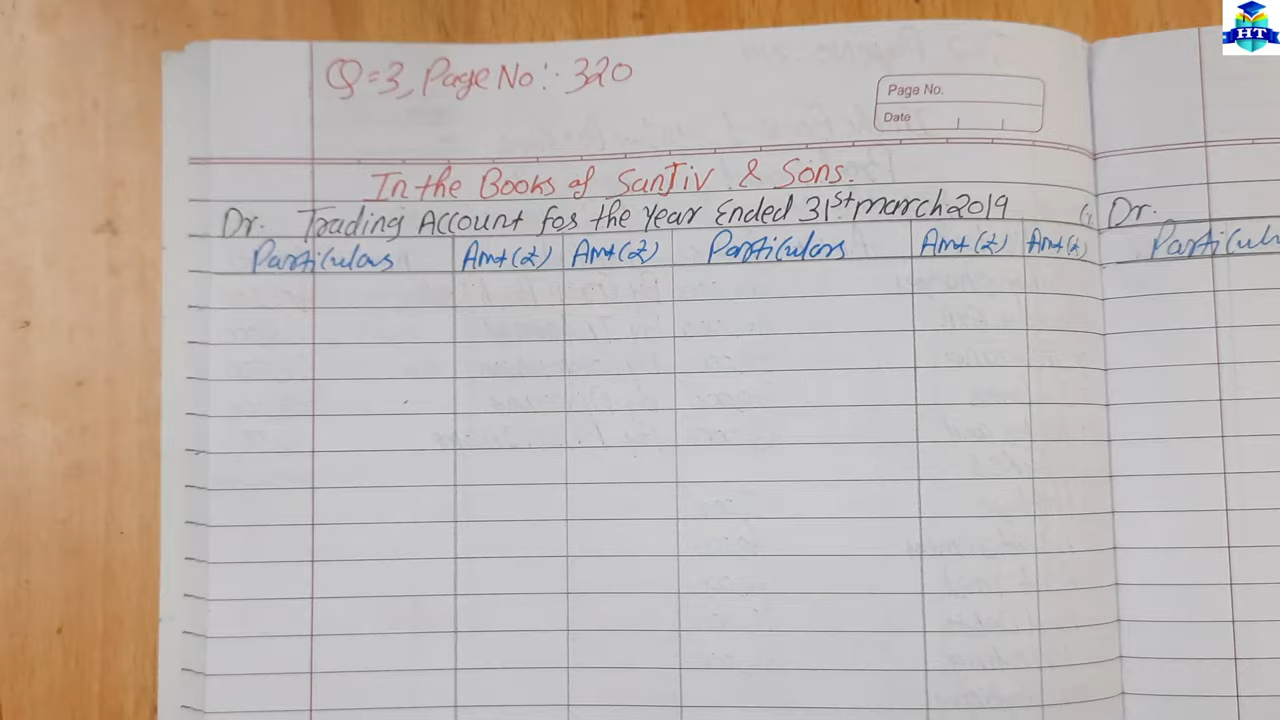 HT
Q=3, Page No:- 320
Page No.
Date
In the Books of Sanjiv & Sons.
Dr. Trading Account for the Year Ended 31st march 2019
Particulars Amt(₹) Amt(₹) Particulars Amt(₹) Amt(₹)
Dr.
Particul